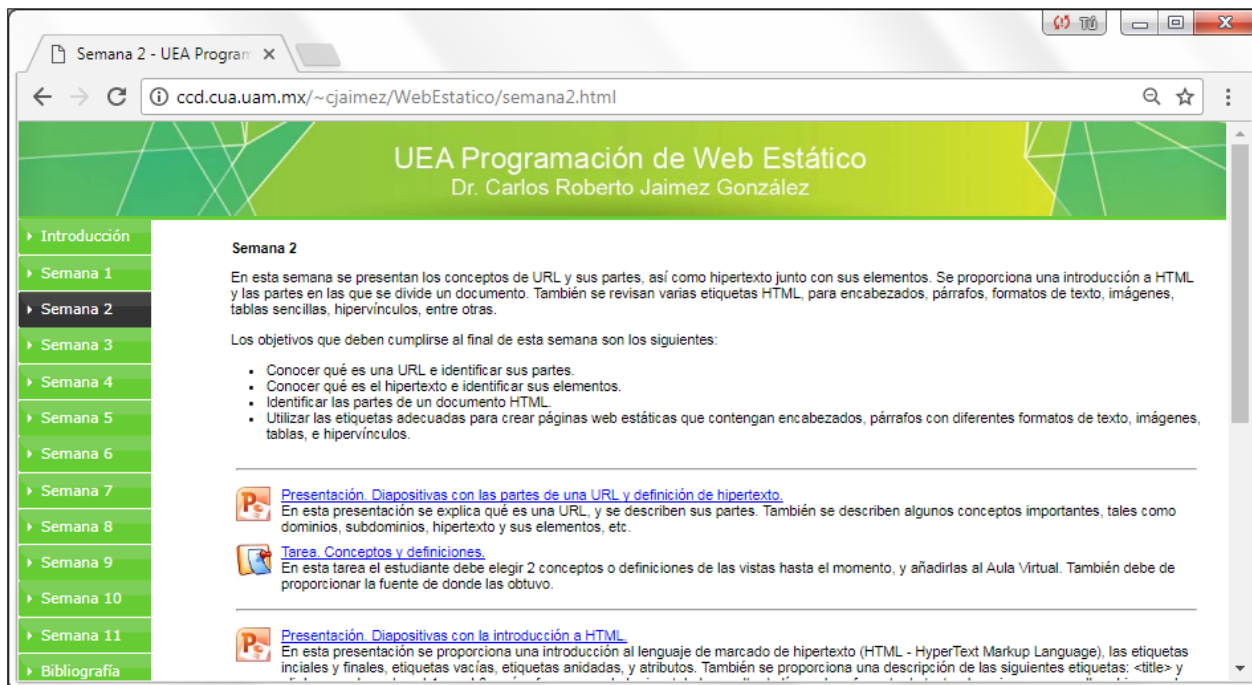 Tú
Semana 2 - UEA Program
ccd.cua.uam.mx/~cjaimez/WebEstatico/semana2.html
UEA Programación de Web Estático
Dr. Carlos Roberto Jaimez González
Introducción
Semana 1
Semana 2
Semana 3
Semana 4
Semana 5
Semana 6
Semana 7
Semana 8
Semana 9
Semana 10
Semana 11
Bibliografía
Semana 2
En esta semana se presentan los conceptos de URL y sus partes, así como hipertexto junto con sus elementos. Se proporciona una introducción a HTML
y las partes en las que se divide un documento. También se revisan varias etiquetas HTML, para encabezados, párrafos, formatos de texto, imágenes,
tablas sencillas, hipervínculos, entre otras.
Los objetivos que deben cumplirse al final de esta semana son los siguientes:
• Conocer qué es una URL e identificar sus partes.
• Conocer qué es el hipertexto e identificar sus elementos.
• Identificar las partes de un documento HTML.
• Utilizar las etiquetas adecuadas para crear páginas web estáticas que contengan encabezados, párrafos con diferentes formatos de texto, imágenes,
tablas, e hipervínculos.
Presentación. Diapositivas con las partes de una URL y definición de hipertexto.
En esta presentación se explica qué es una URL, y se describen sus partes. También se describen algunos conceptos importantes, tales como
dominios, subdominios, hipertexto y sus elementos, etc.
Tarea. Conceptos y definiciones.
En esta tarea el estudiante debe elegir 2 conceptos o definiciones de las vistas hasta el momento, y añadirlas al Aula Virtual. También debe de
proporcionar la fuente de donde las obtuvo.
Presentación. Diapositivas con la introducción a HTML.
En esta presentación se proporciona una introducción al lenguaje de marcado de hipertexto (HTML - HyperText Markup Language), las etiquetas
inciales y finales, etiquetas vacías, etiquetas anidadas, y atributos. También se proporciona una descripción de las siguientes etiquetas: <title> y